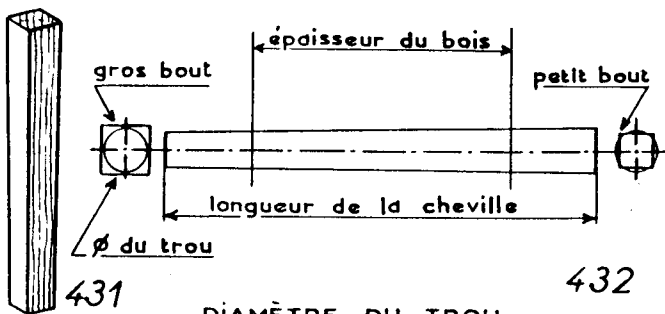 épaisseur du bois
gros bout
petit bout
longueur de la cheville
φ du trou
431
432
DIAMÈTRE DU TROU